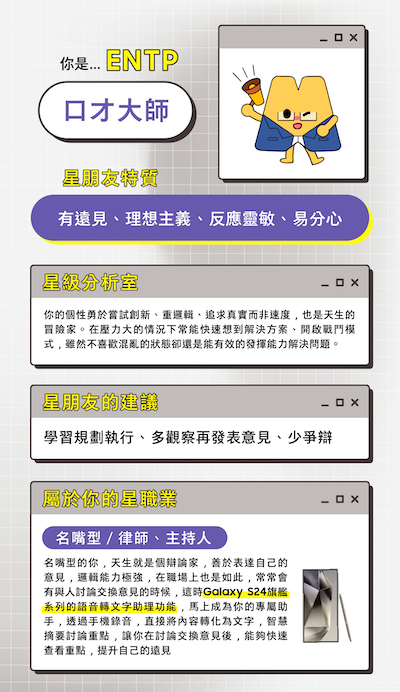 你是... ENTP
口才大師
星朋友特質
有遠見、理想主義、反應靈敏、易分心
星級分析室
你的個性勇於嘗試創新、重邏輯、追求真實而非速度，也是天生的
冒險家。在壓力大的情況下常能快速想到解決方案、開啟戰鬥模
式，雖然不喜歡混亂的狀態卻還是能有效的發揮能力解決問題。
星朋友的建議
學習規劃執行、多觀察再發表意見、少爭辯
屬於你的星職業
名嘴型 / 律師、主持人
名嘴型的你，天生就是個辯論家，善於表達自己的
意見，邏輯能力極強，在職場上也是如此，常常會
有與人討論交換意見的時候，這時Galaxy S24旗艦
系列的語音轉文字助理功能，馬上成為你的專屬助
手，透過手機錄音，直接將內容轉化為文字，智慧
摘要討論重點，讓你在討論交換意見後，能夠快速
查看重點，提升自己的遠見